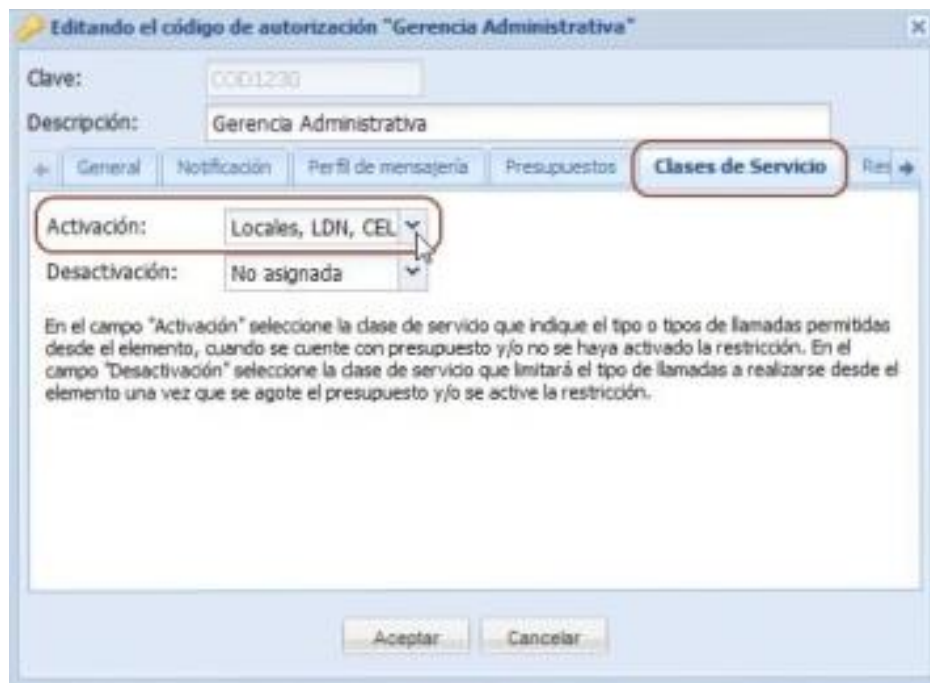 Editando el código de autorización "Gerencia Administrativa"
Clave: COD1230
Descripción: Gerencia Administrativa
General Notificación Perfil de mensajería Presupuestos Clases de Servicio Res
Activación: Locales, LDN, CEL
Desactivación: No asignada
En el campo "Activación" seleccione la clase de servicio que indique el tipo o tipos de llamadas permitidas
desde el elemento, cuando se cuente con presupuesto y/o no se haya activado la restricción. En el
campo "Desactivación" seleccione la clase de servicio que limitará el tipo de llamadas a realizarse desde el
elemento una vez que se agote el presupuesto y/o se active la restricción.
Aceptar Cancelar